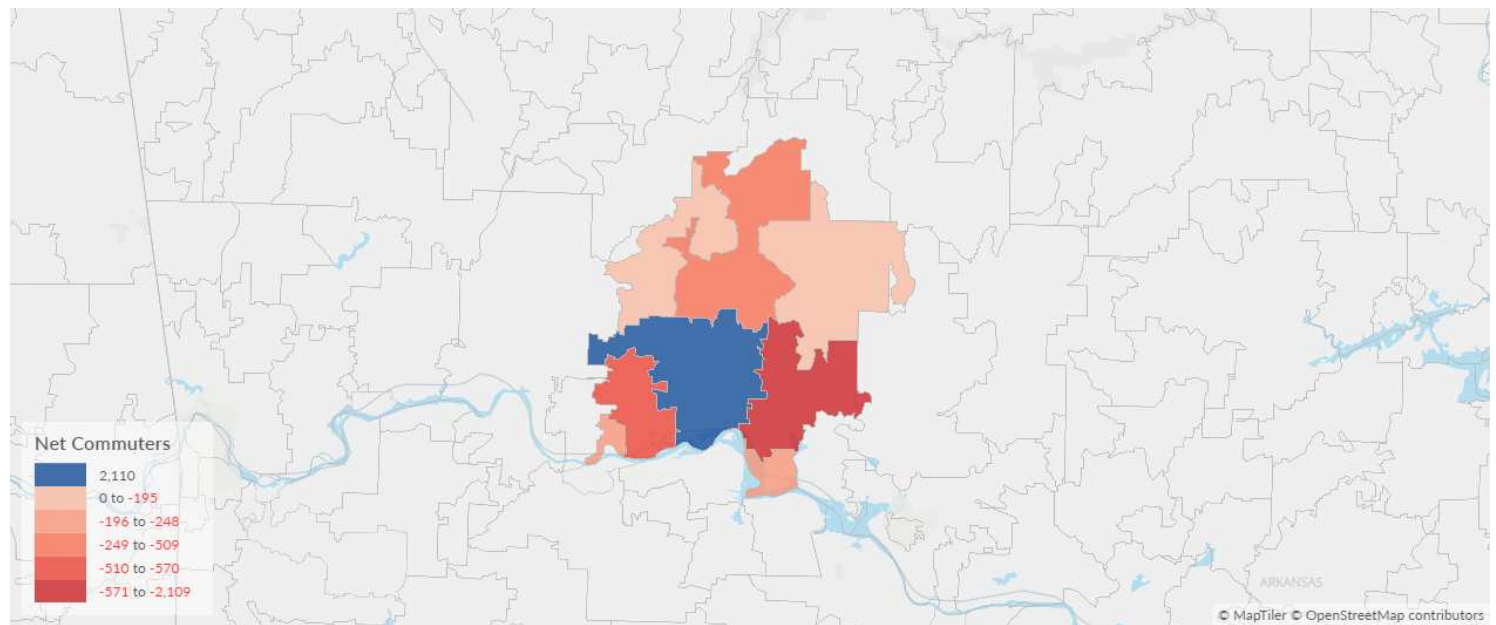 Net Commuters
2,110
0 to -195
-196 to -248
-249 to -509
-510 to -570
-571 to -2,109
ARKANSAS
© MapTiler © OpenStreetMap contributors